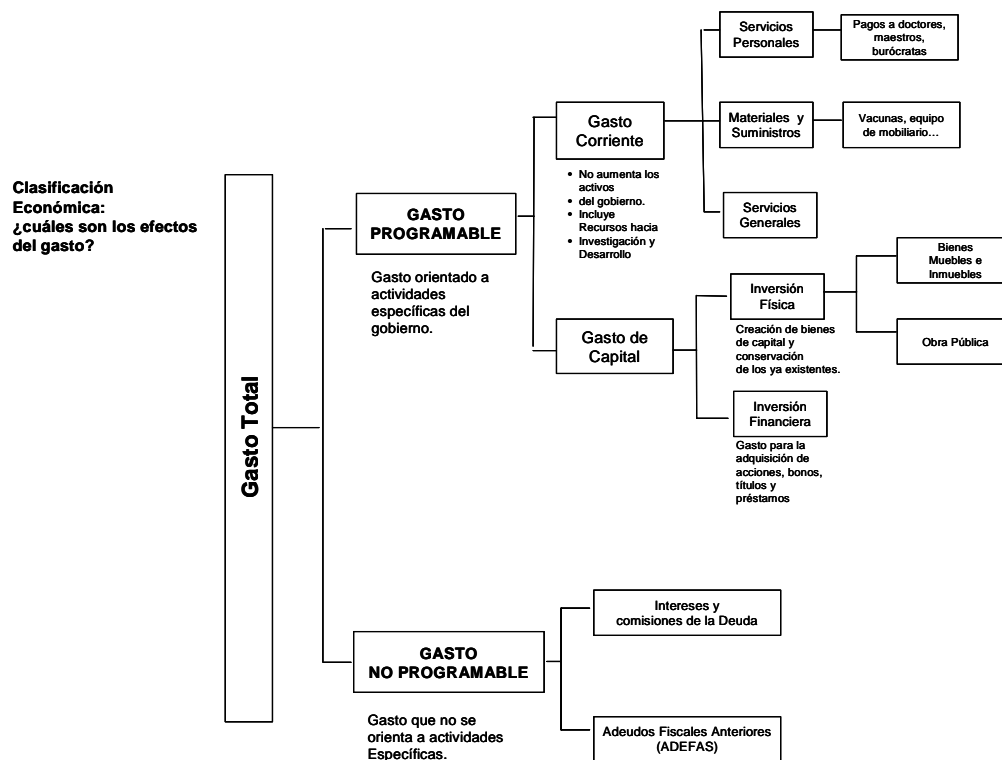 Clasificación
Económica:
¿cuáles son los efectos
del gasto?
Gasto Total
GASTO
PROGRAMABLE
Gasto orientado a
actividades
específicas del
gobierno.
Gasto
Corriente
• No aumenta los
activos
• del gobierno.
• Incluye
Recursos hacia
• Investigación y
Desarrollo
Servicios
Personales
Pagos a doctores,
maestros,
burócratas
Materiales y
Suministros
Vacunas, equipo
de mobiliario...
Servicios
Generales
Gasto de
Capital
Inversión
Física
Creación de bienes
de capital y
conservación
de los ya existentes.
Bienes
Muebles e
Inmuebles
Obra Pública
Inversión
Financiera
Gasto para la
adquisición de
acciones, bonos,
títulos y
préstamos
GASTO
NO PROGRAMABLE
Gasto que no se
orienta a actividades
Específicas.
Intereses y
comisiones de la Deuda
Adeudos Fiscales Anteriores
(ADEFAS)